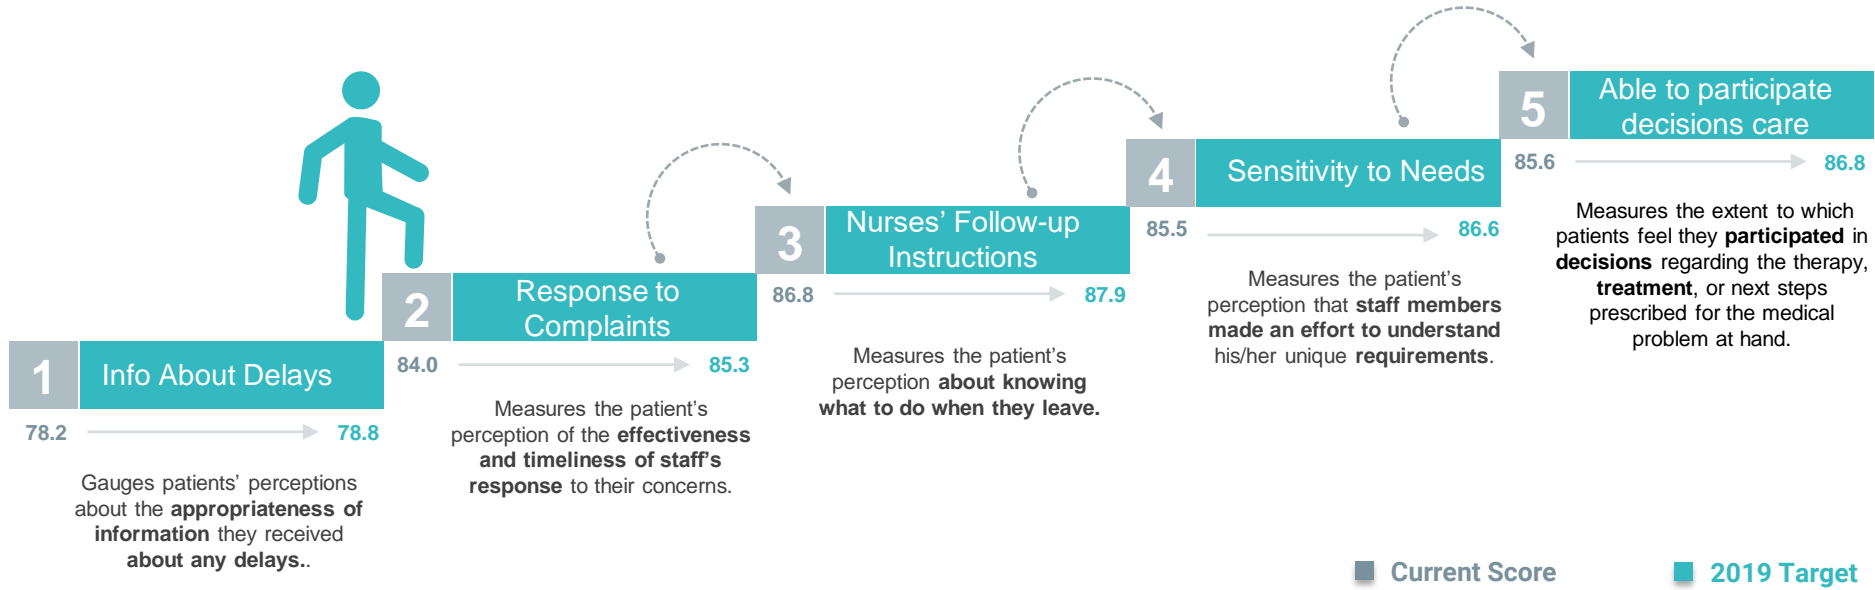 1
Info About Delays
78.2
78.8
Gauges patients’ perceptions
about the appropriateness of
information they received
about any delays..
2
Response to
Complaints
84.0
85.3
Measures the patient’s
perception of the effectiveness
and timeliness of staff’s
response to their concerns.
3
Nurses’ Follow-up
Instructions
86.8
87.9
Measures the patient’s
perception about knowing
what to do when they leave.
4
Sensitivity to Needs
85.5
86.6
Measures the patient’s
perception that staff members
made an effort to understand
his/her unique requirements.
5
Able to participate
decisions care
85.6
86.8
Measures the extent to which
patients feel they participated in
decisions regarding the therapy,
treatment, or next steps
prescribed for the medical
problem at hand.
Current Score
2019 Target